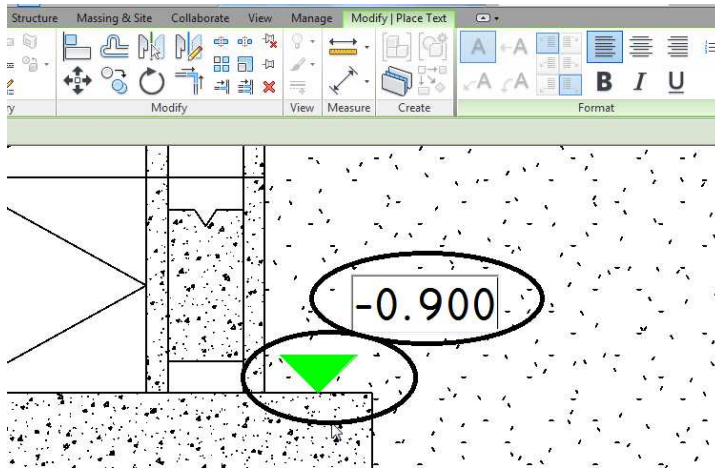 Structure Massing & Site Collaborate View Manage Modify | Place Text
A A
A A B I U
Modify View Measure Create Format
-0.900